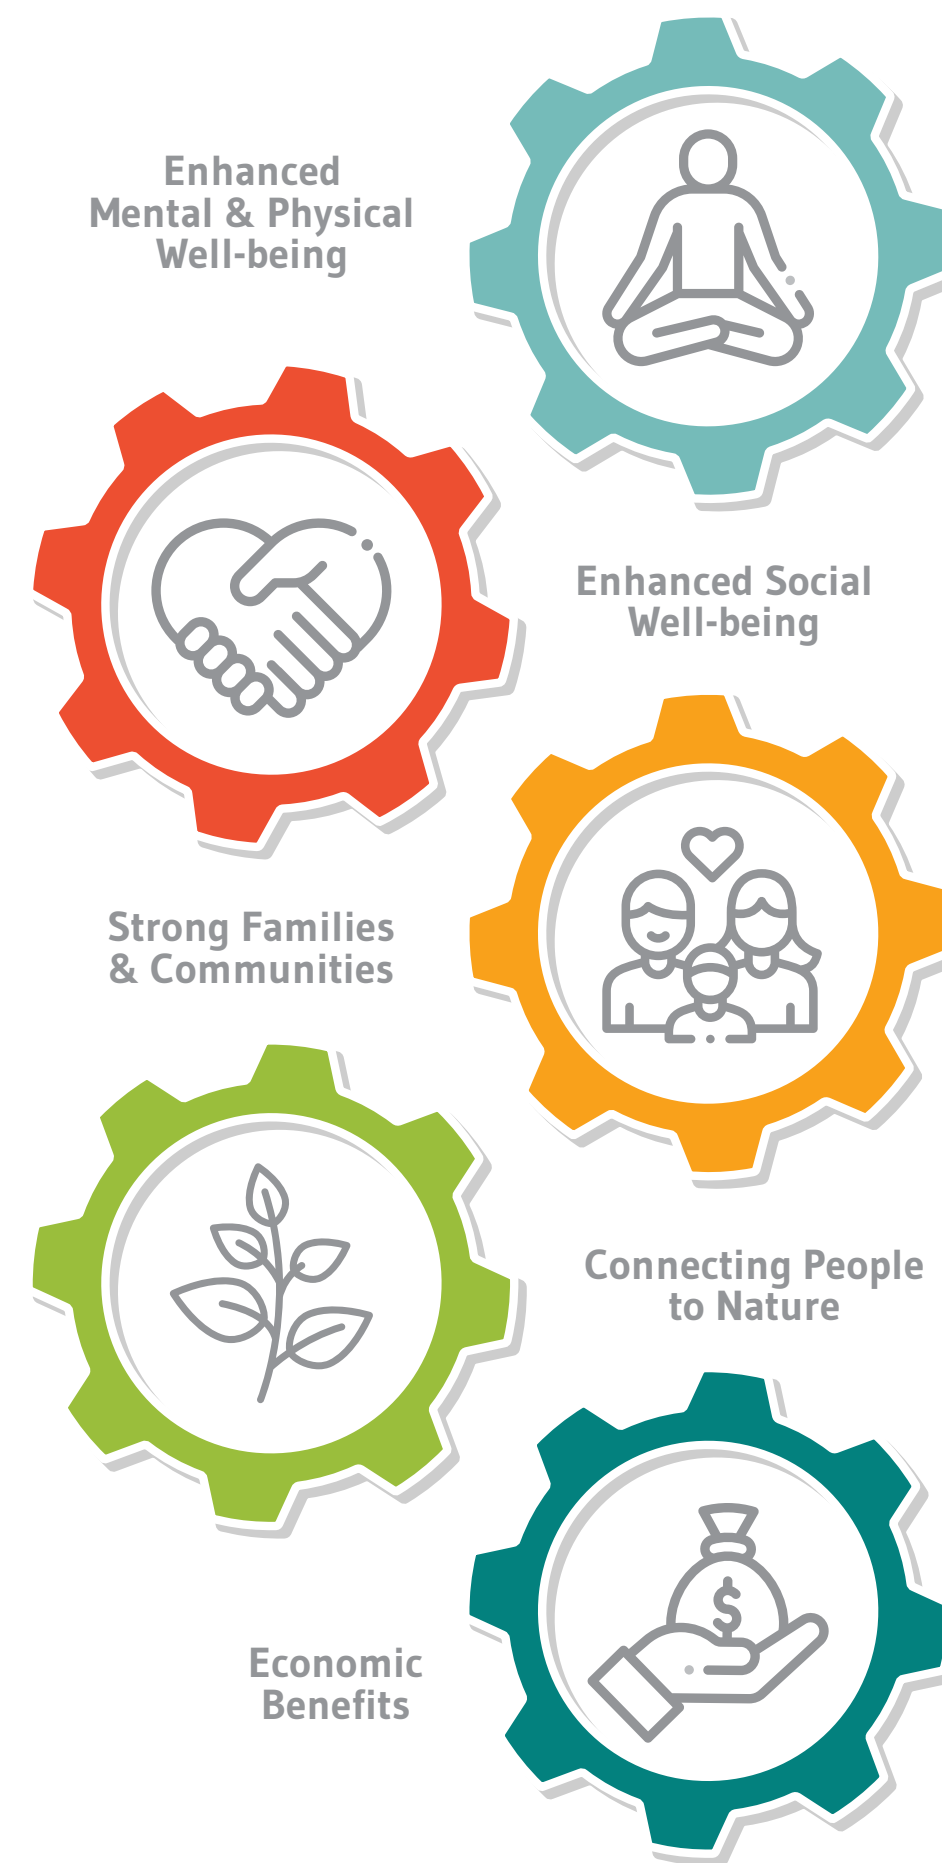 Enhanced
Mental & Physical
Well-being
Enhanced Social
Well-being
Strong Families
& Communities
Connecting People
to Nature
$
Economic
Benefits